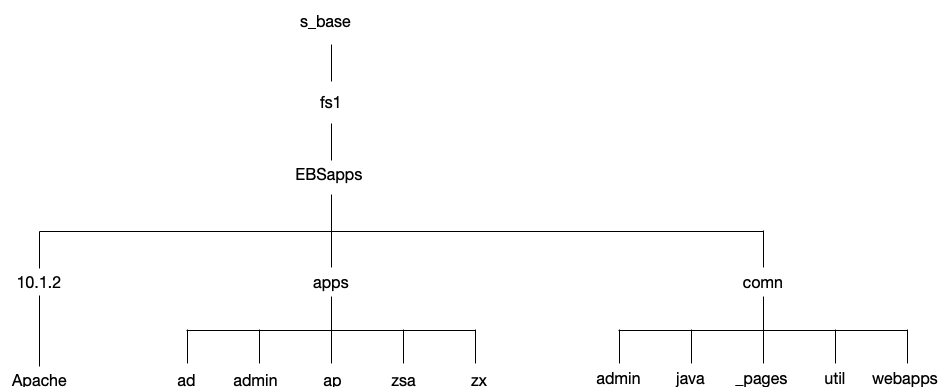 s_base
fs1
EBSapps
10.1.2 apps comn
Apache ad admin ap zsa zx admin java _pages util webapps